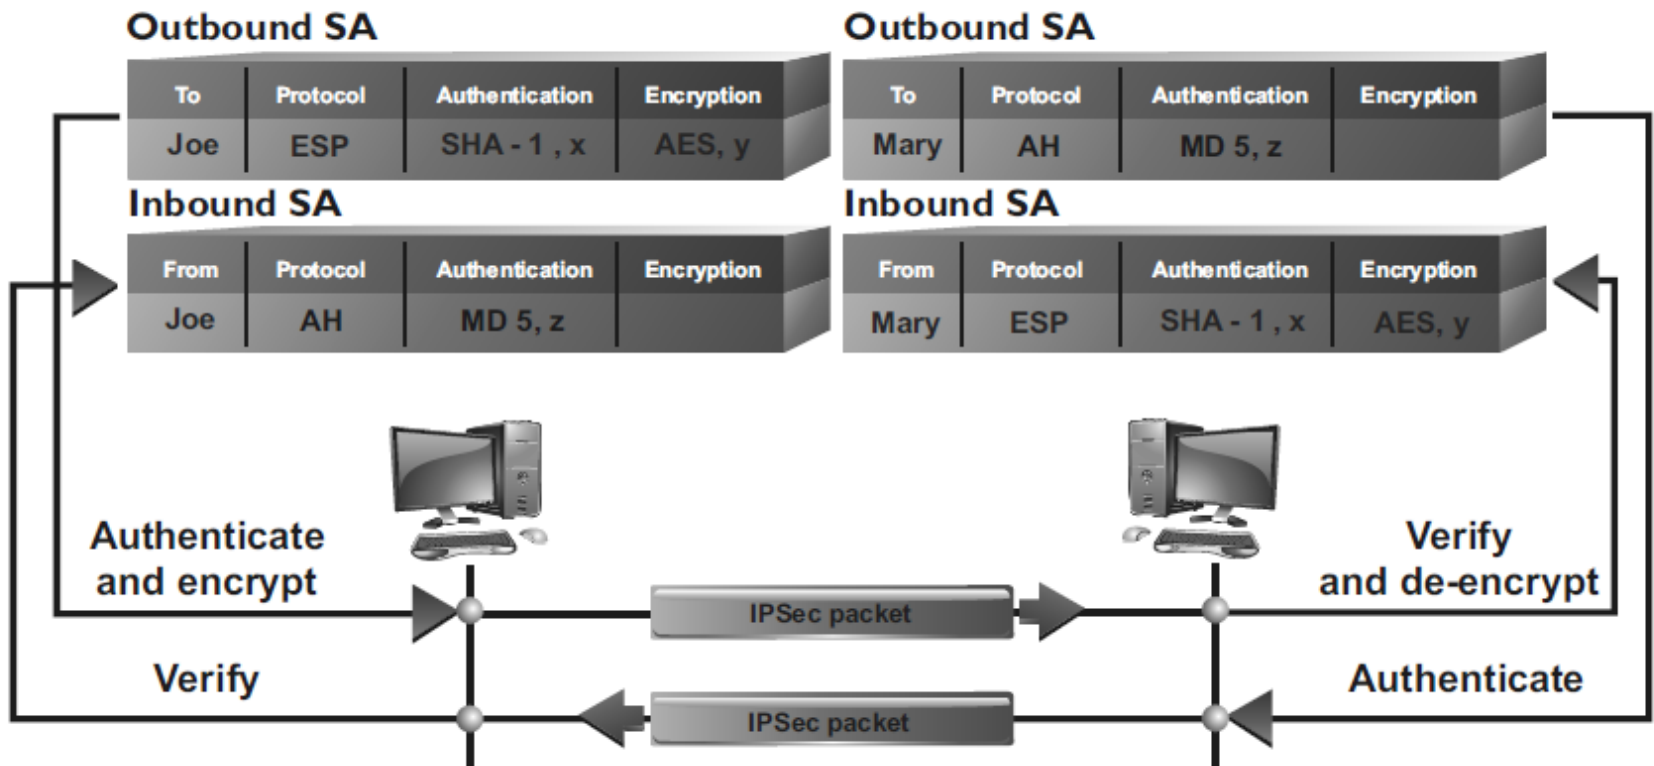 Outbound SA
To Protocol Authentication Encryption
Joe ESP SHA - 1 , x AES, y
Inbound SA
From Protocol Authentication Encryption
Joe AH MD 5, z
Outbound SA
To Protocol Authentication Encryption
Mary AH MD 5, z
Inbound SA
From Protocol Authentication Encryption
Mary ESP SHA - 1 , x AES, y
Authenticate
and encrypt
IPSec packet
Verify
and de-encrypt
Verify
IPSec packet
Authenticate